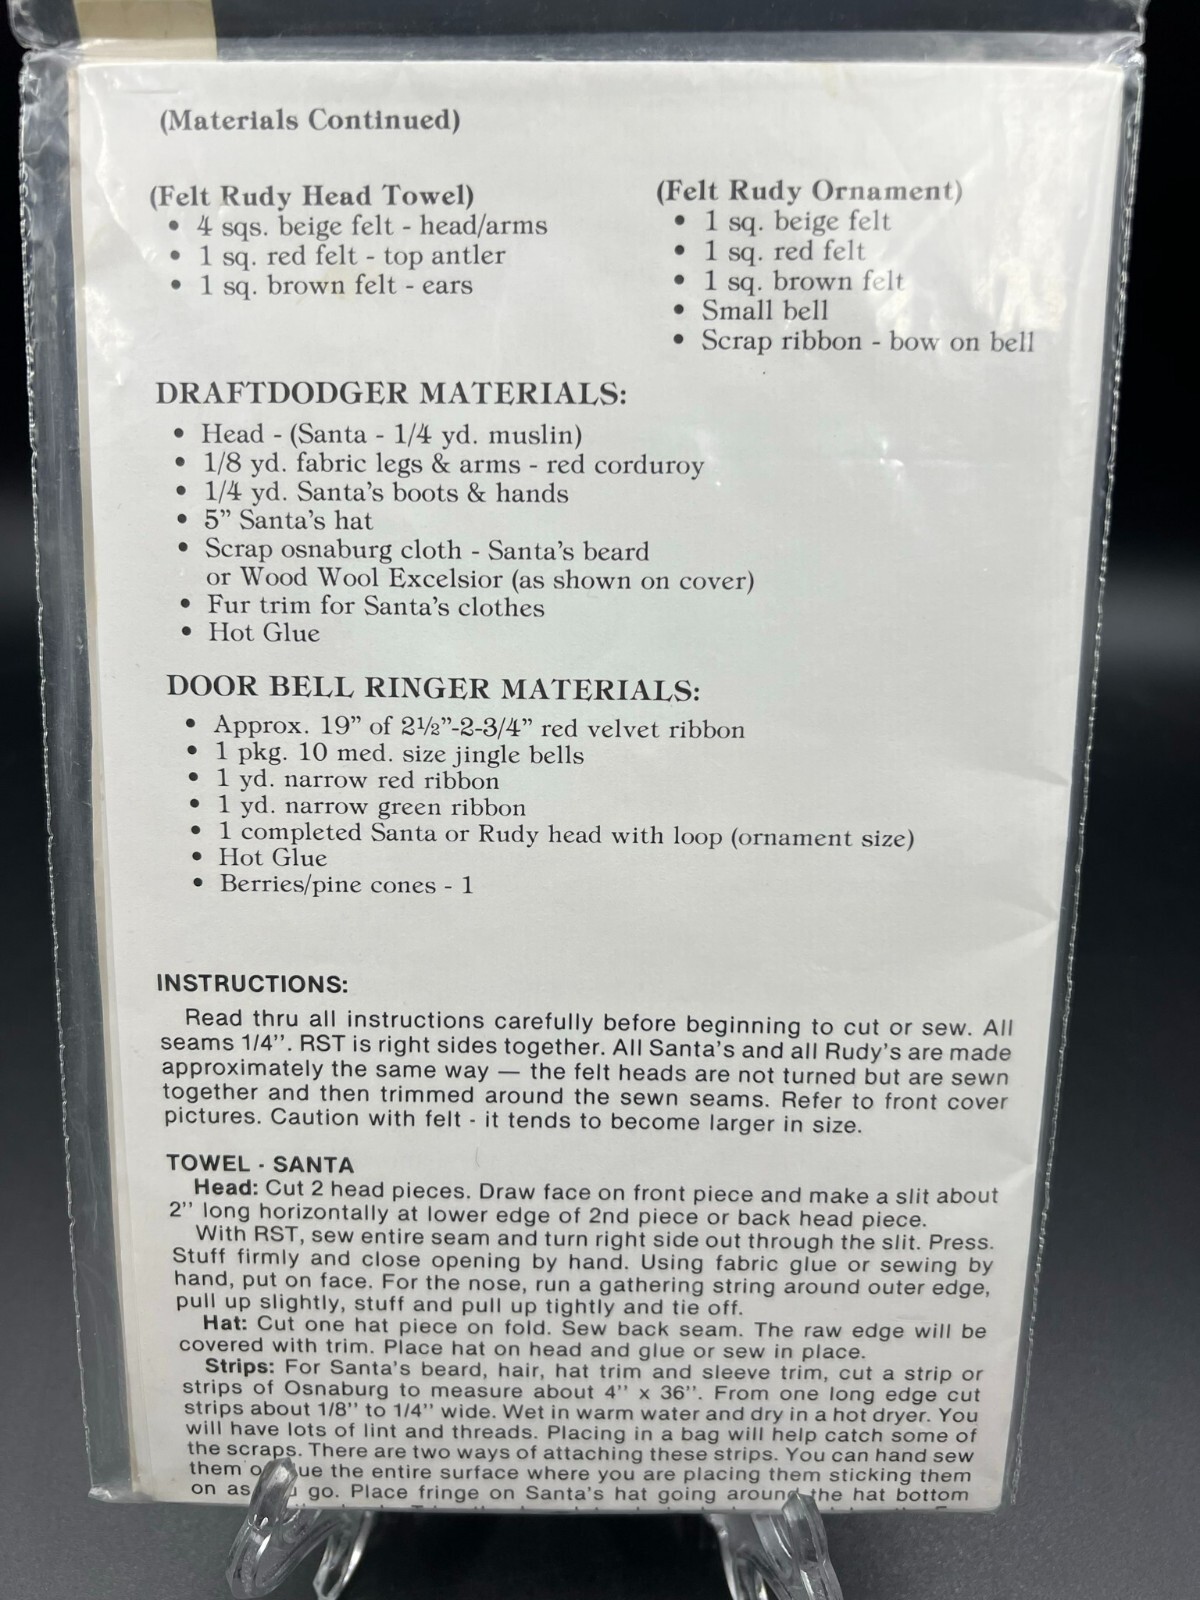 (Materials Continued)
(Felt Rudy Head Towel)
• 4 sqs. beige felt - head/arms
• 1 sq. red felt - top antler
• 1 sq. brown felt - ears
(Felt Rudy Ornament)
• 1 sq. beige felt
• 1 sq. red felt
• 1 sq. brown felt
• Small bell
• Scrap ribbon - bow on bell
DRAFTDODGER MATERIALS:
• Head - (Santa - 1/4 yd. muslin)
• 1/8 yd. fabric legs & arms - red corduroy
• 1/4 yd. Santa's boots & hands
• 5" Santa's hat
• Scrap osnaburg cloth - Santa's beard
or Wood Wool Excelsior (as shown on cover)
• Fur trim for Santa's clothes
• Hot Glue
DOOR BELL RINGER MATERIALS:
• Approx. 19" of 2½"-2-3/4" red velvet ribbon
• 1 pkg. 10 med. size jingle bells
• 1 yd. narrow red ribbon
• 1 yd. narrow green ribbon
• 1 completed Santa or Rudy head with loop (ornament size)
• Hot Glue
• Berries/pine cones - 1
INSTRUCTIONS:
Read thru all instructions carefully before beginning to cut or sew. All
seams 1/4". RST is right sides together. All Santa's and all Rudy's are made
approximately the same way — the felt heads are not turned but are sewn
together and then trimmed around the sewn seams. Refer to front cover
pictures. Caution with felt - it tends to become larger in size.
TOWEL - SANTA
Head: Cut 2 head pieces. Draw face on front piece and make a slit about
2" long horizontally at lower edge of 2nd piece or back head piece.
With RST, sew entire seam and turn right side out through the slit. Press.
Stuff firmly and close opening by hand. Using fabric glue or sewing by
hand, put on face. For the nose, run a gathering string around outer edge,
pull up slightly, stuff and pull up tightly and tie off.
Hat: Cut one hat piece on fold. Sew back seam. The raw edge will be
covered with trim. Place hat on head and glue or sew in place.
Strips: For Santa's beard, hair, hat trim and sleeve trim, cut a strip or
strips of Osnaburg to measure about 4" x 36". From one long edge cut
strips about 1/8" to 1/4" wide. Wet in warm water and dry in a hot dryer. You
will have lots of lint and threads. Placing in a bag will help catch some of
the scraps. There are two ways of attaching these strips. You can hand sew
them the entire surface where you are placing them sticking them
on as go. Place fringe on Santa's hat going around the hat bottom